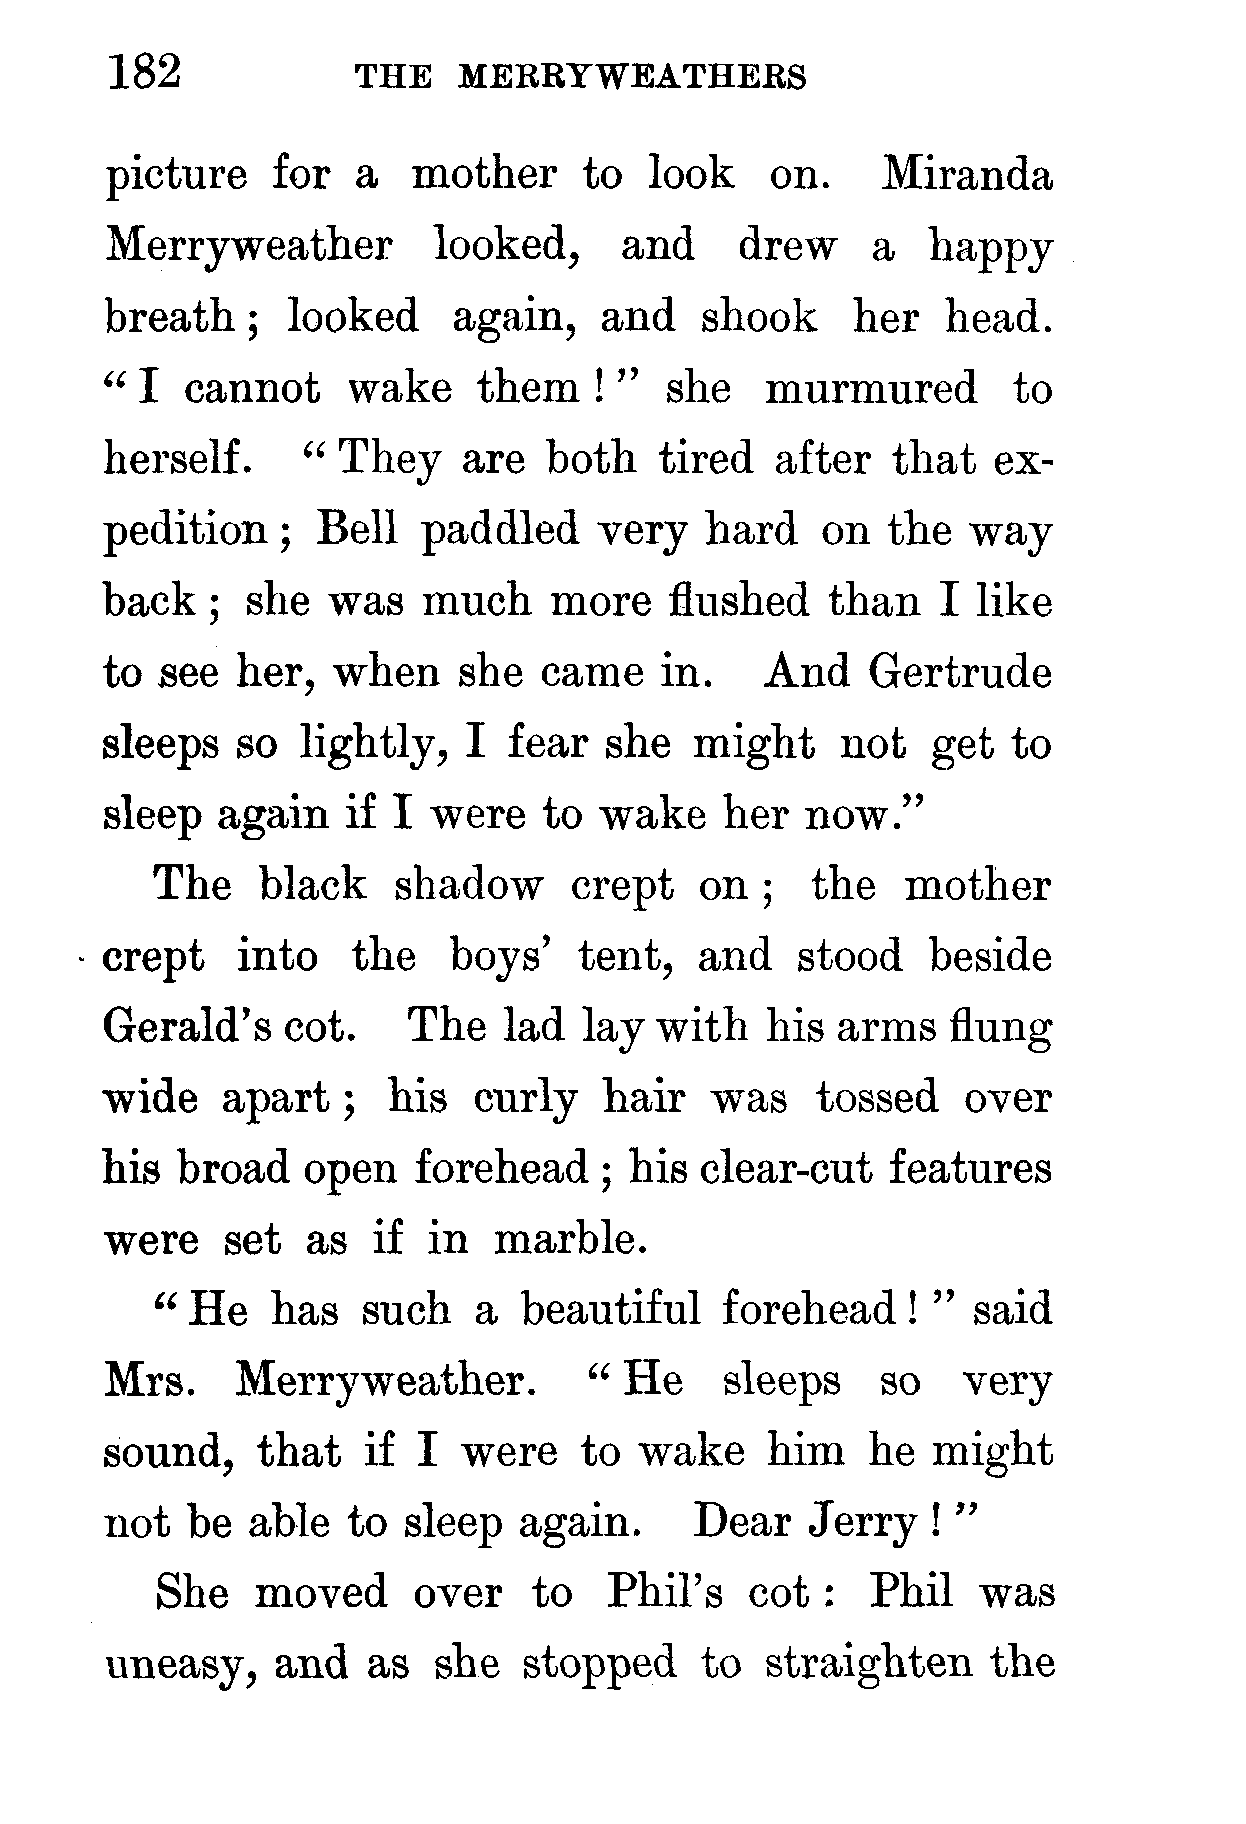 182 THE MERRYWEATHERS
picture for a mother to look on. Miranda
Merryweather looked, and drew a happy
breath ; looked again, and shook her head.
“ I cannot wake them ! ” she murmured to
herself. “ They are both tired after that ex-
pedition ; Bell paddled very hard on the way
back ; she was much more flushed than I like
to see her, when she came in. And Gertrude
sleeps so lightly, I fear she might not get to
sleep again if I were to wake her now.”
The black shadow crept on ; the mother
crept into the boys’ tent, and stood beside
Gerald’s cot. The lad lay with his arms flung
wide apart ; his curly hair was tossed over
his broad open forehead ; his clear-cut features
were set as if in marble.
“ He has such a beautiful forehead ! ” said
Mrs. Merryweather. “ He sleeps so very
sound, that if I were to wake him he might
not be able to sleep again. Dear Jerry ! ”
She moved over to Phil’s cot : Phil was
uneasy, and as she stopped to straighten the